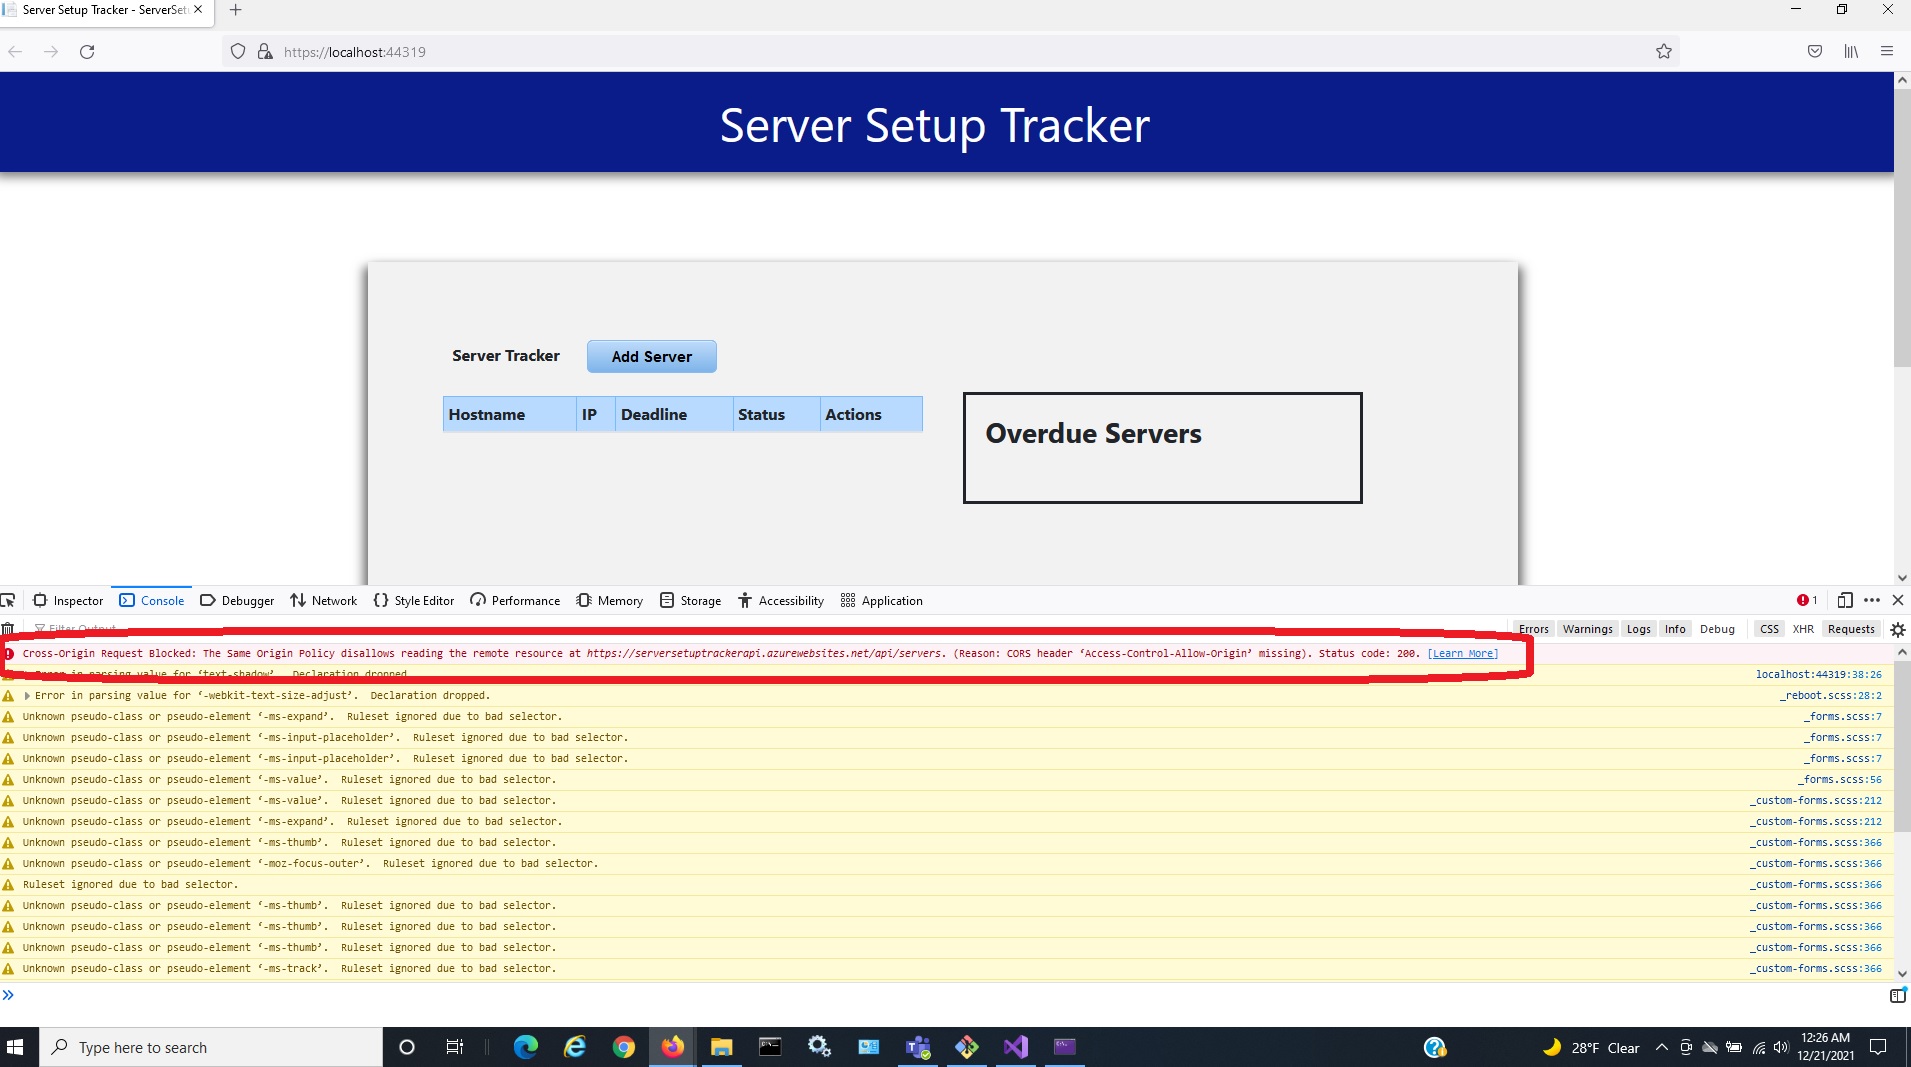 Server Setup Tracker - ServerSet
https://localhost:44319
Server Setup Tracker
Server Tracker
Add Server
Hostname IP Deadline Status Actions
Overdue Servers
Inspector Console Debugger Network Style Editor Performance Memory Storage Accessibility Application 1
Filter Output Errors Warnings Logs Info Debug CSS XHR Requests
Cross-Origin Request Blocked: The Same Origin Policy disallows reading the remote resource at https://serversetuptrackerapi.azurewebsites.net/api/servers. (Reason: CORS header ‘Access-Control-Allow-Origin’ missing). Status code: 200. [Learn More]
Error in parsing value for ‘text-shadow’. Declaration dropped. localhost:44319:38:26
Error in parsing value for ‘-webkit-text-size-adjust’. Declaration dropped. _reboot.scss:28:2
Unknown pseudo-class or pseudo-element ‘-ms-expand’. Ruleset ignored due to bad selector. _forms.scss:7
Unknown pseudo-class or pseudo-element ‘-ms-input-placeholder’. Ruleset ignored due to bad selector. _forms.scss:7
Unknown pseudo-class or pseudo-element ‘-ms-input-placeholder’. Ruleset ignored due to bad selector. _forms.scss:7
Unknown pseudo-class or pseudo-element ‘-ms-value’. Ruleset ignored due to bad selector. _forms.scss:56
Unknown pseudo-class or pseudo-element ‘-ms-value’. Ruleset ignored due to bad selector. _custom-forms.scss:212
Unknown pseudo-class or pseudo-element ‘-ms-expand’. Ruleset ignored due to bad selector. _custom-forms.scss:212
Unknown pseudo-class or pseudo-element ‘-ms-thumb’. Ruleset ignored due to bad selector. _custom-forms.scss:366
Unknown pseudo-class or pseudo-element ‘-moz-focus-outer’. Ruleset ignored due to bad selector. _custom-forms.scss:366
Ruleset ignored due to bad selector. _custom-forms.scss:366
Unknown pseudo-class or pseudo-element ‘-ms-thumb’. Ruleset ignored due to bad selector. _custom-forms.scss:366
Unknown pseudo-class or pseudo-element ‘-ms-thumb’. Ruleset ignored due to bad selector. _custom-forms.scss:366
Unknown pseudo-class or pseudo-element ‘-ms-thumb’. Ruleset ignored due to bad selector. _custom-forms.scss:366
Unknown pseudo-class or pseudo-element ‘-ms-track’. Ruleset ignored due to bad selector. _custom-forms.scss:366
Type here to search
28°F Clear
12:26 AM
12/21/2021